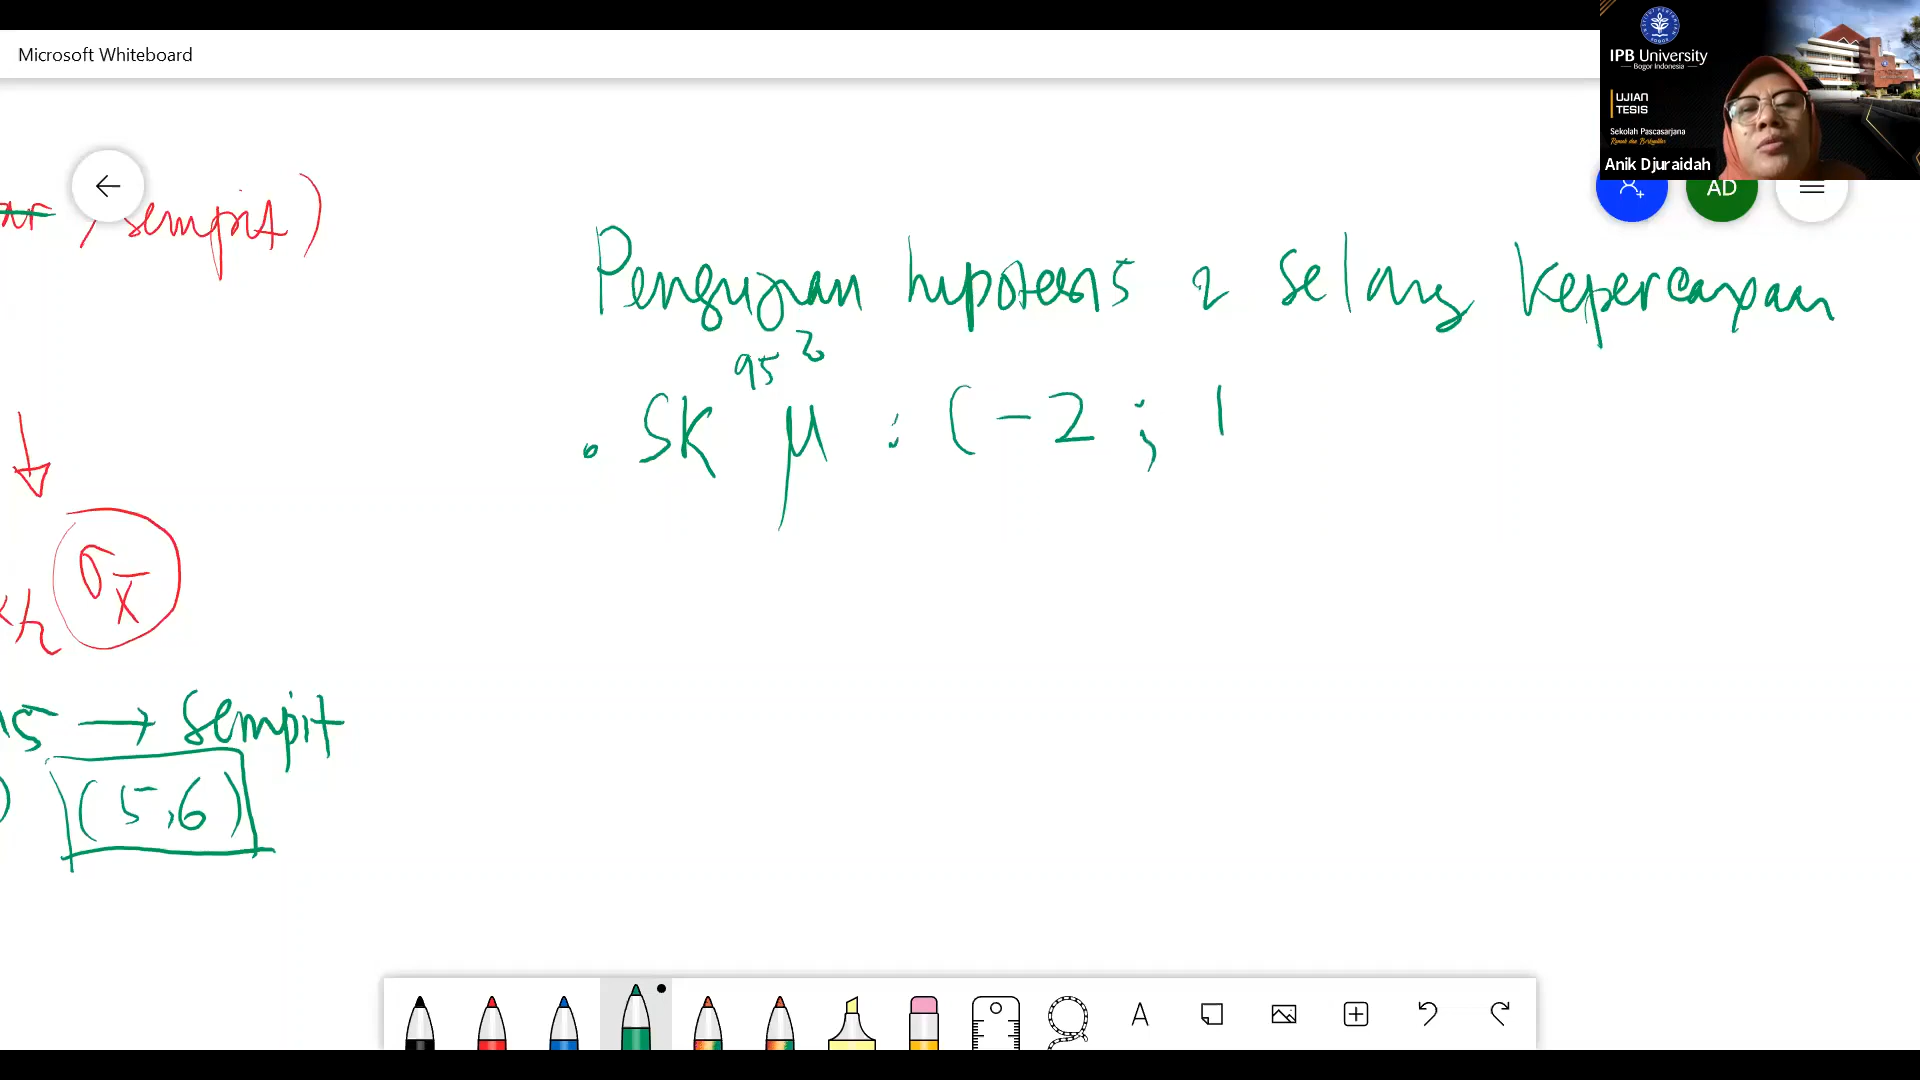 Microsoft Whiteboard
IPB University
Bogor Indonesia
UJIAN
TESIS
Sekolah Pascasarjana
Anik Djuraidah
AD
, sempit)
Pengujian hipotesis & selang kepercayaan
95%
. SK μ : (-2 ; 1
σx̄
→ sempit
(5,6)
A